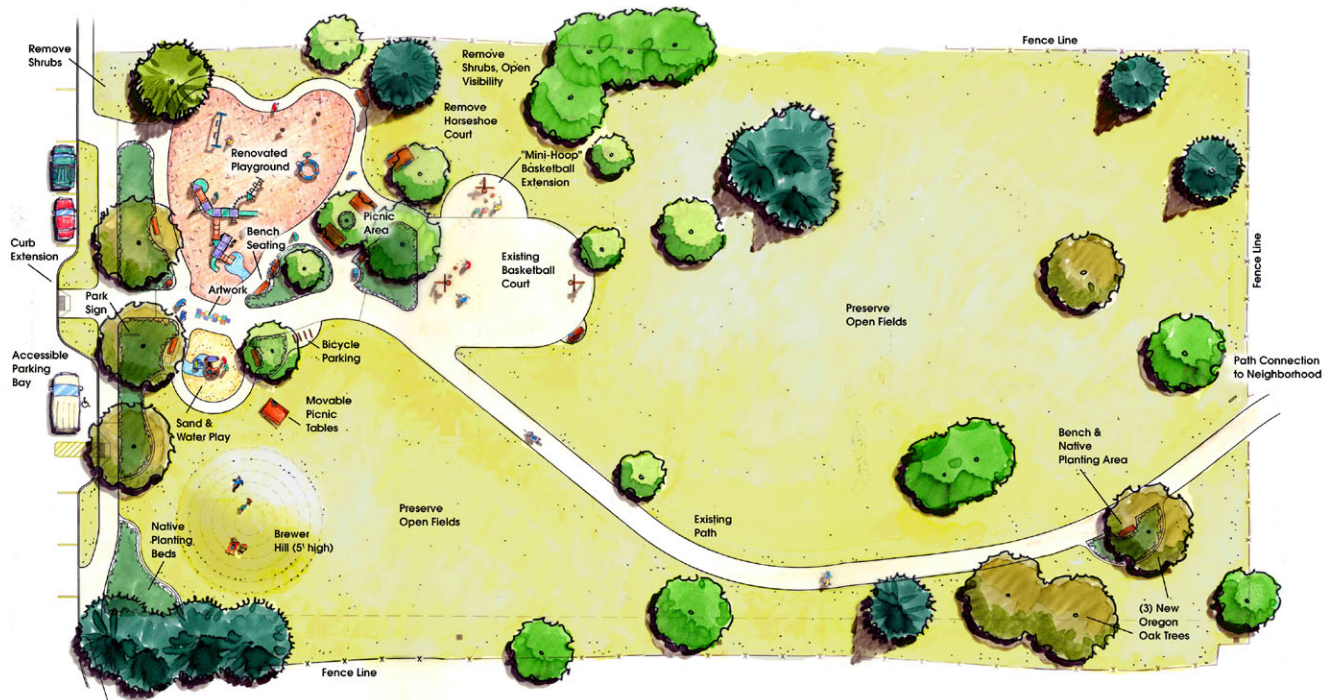 Remove
Shrubs
Remove
Shrubs, Open
Visibility
Fence Line
Remove
Horseshoe
Court
Renovated
Playground
"Mini-Hoop"
Basketball
Extension
Picnic
Area
Bench
Seating
Curb
Extension
Existing
Basketball
Court
Fence Line
Artwork
Park
Sign
Preserve
Open Fields
Bicycle
Parking
Accessible
Parking
Bay
Path Connection
to Neighborhood
Movable
Picnic
Tables
Sand &
Water Play
Bench &
Native
Planting Area
Preserve
Open Fields
Existing
Path
Native
Planting
Beds
Brewer
Hill (5' high)
(3) New
Oregon
Oak Trees
Fence Line